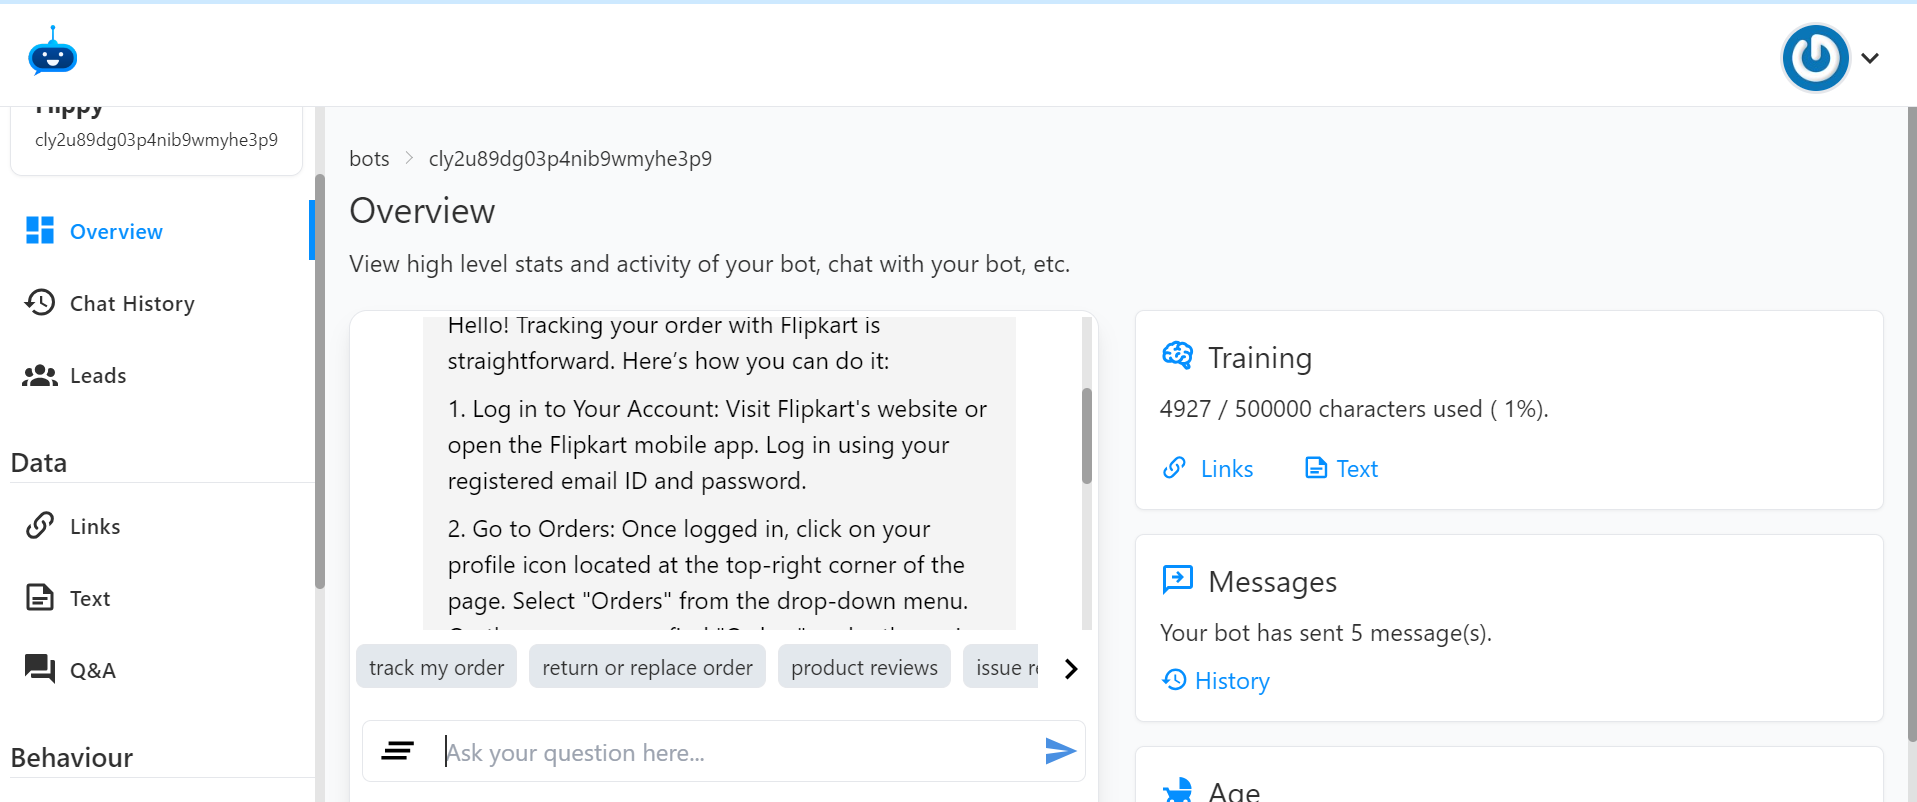 Flippy
cly2u89dg03p4nib9wmyhe3p9
Overview
Chat History
Leads
Data
Links
Text
Q&A
Behaviour
bots > cly2u89dg03p4nib9wmyhe3p9
Overview
View high level stats and activity of your bot, chat with your bot, etc.
Hello! Tracking your order with Flipkart is
straightforward. Here’s how you can do it:
1. Log in to Your Account: Visit Flipkart's website or
open the Flipkart mobile app. Log in using your
registered email ID and password.
2. Go to Orders: Once logged in, click on your
profile icon located at the top-right corner of the
page. Select "Orders" from the drop-down menu.
track my order
return or replace order
product reviews
issue
Ask your question here...
Training
4927 / 500000 characters used ( 1%).
Links
Text
Messages
Your bot has sent 5 message(s).
History
Age